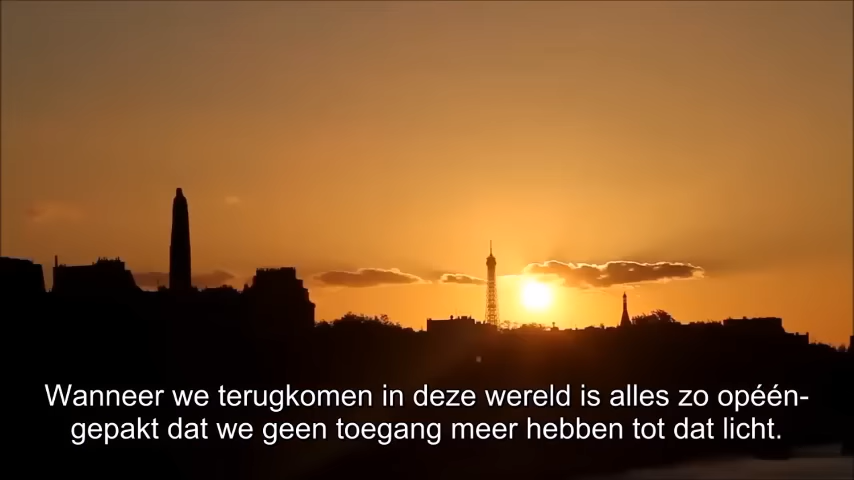 Wanneer we terugkomen in deze wereld is alles zo opéén-
gepakt dat we geen toegang meer hebben tot dat licht.